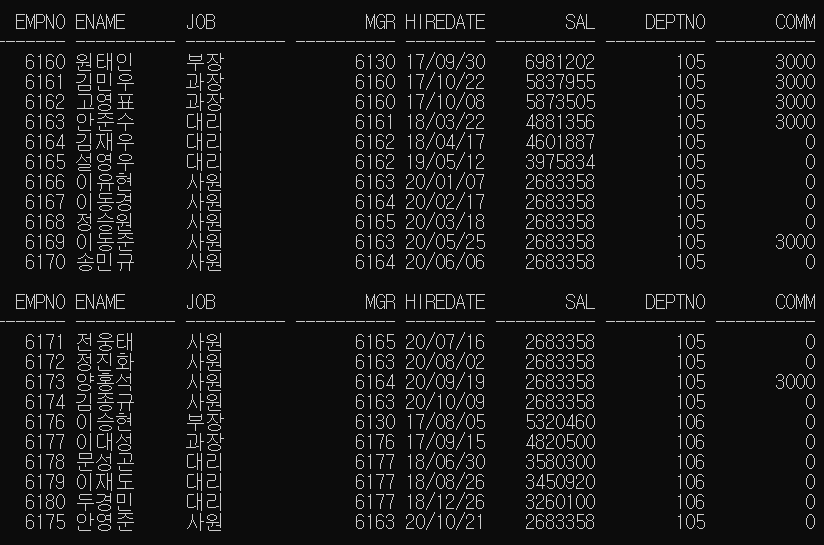 EMPNO ENAME JOB MGR HIREDATE SAL DEPTNO COMM
6160 원태인 부장 6130 17/09/30 6981202 105 3000
6161 김민우 과장 6160 17/10/22 5837955 105 3000
6162 고영표 과장 6160 17/10/08 5873505 105 3000
6163 안준수 대리 6161 18/03/22 4881356 105 3000
6164 김재우 대리 6162 18/04/17 4601887 105 0
6165 설영우 대리 6162 19/05/12 3975834 105 0
6166 이유현 사원 6163 20/01/07 2683358 105 0
6167 이동경 사원 6164 20/02/17 2683358 105 0
6168 정승원 사원 6165 20/03/18 2683358 105 0
6169 이동준 사원 6163 20/05/25 2683358 105 3000
6170 송민규 사원 6164 20/06/06 2683358 105 0
EMPNO ENAME JOB MGR HIREDATE SAL DEPTNO COMM
6171 전웅태 사원 6165 20/07/16 2683358 105 0
6172 정진화 사원 6163 20/08/02 2683358 105 0
6173 양홍석 사원 6164 20/09/19 2683358 105 3000
6174 김종규 사원 6163 20/10/09 2683358 105 0
6176 이승현 부장 6130 17/08/05 5320460 106 0
6177 이대성 과장 6176 17/09/15 4820500 106 0
6178 문성곤 대리 6177 18/06/30 3580300 106 0
6179 이재도 대리 6177 18/08/26 3450920 106 0
6180 두경민 대리 6177 18/12/26 3260100 106 0
6175 안영준 사원 6163 20/10/21 2683358 105 0